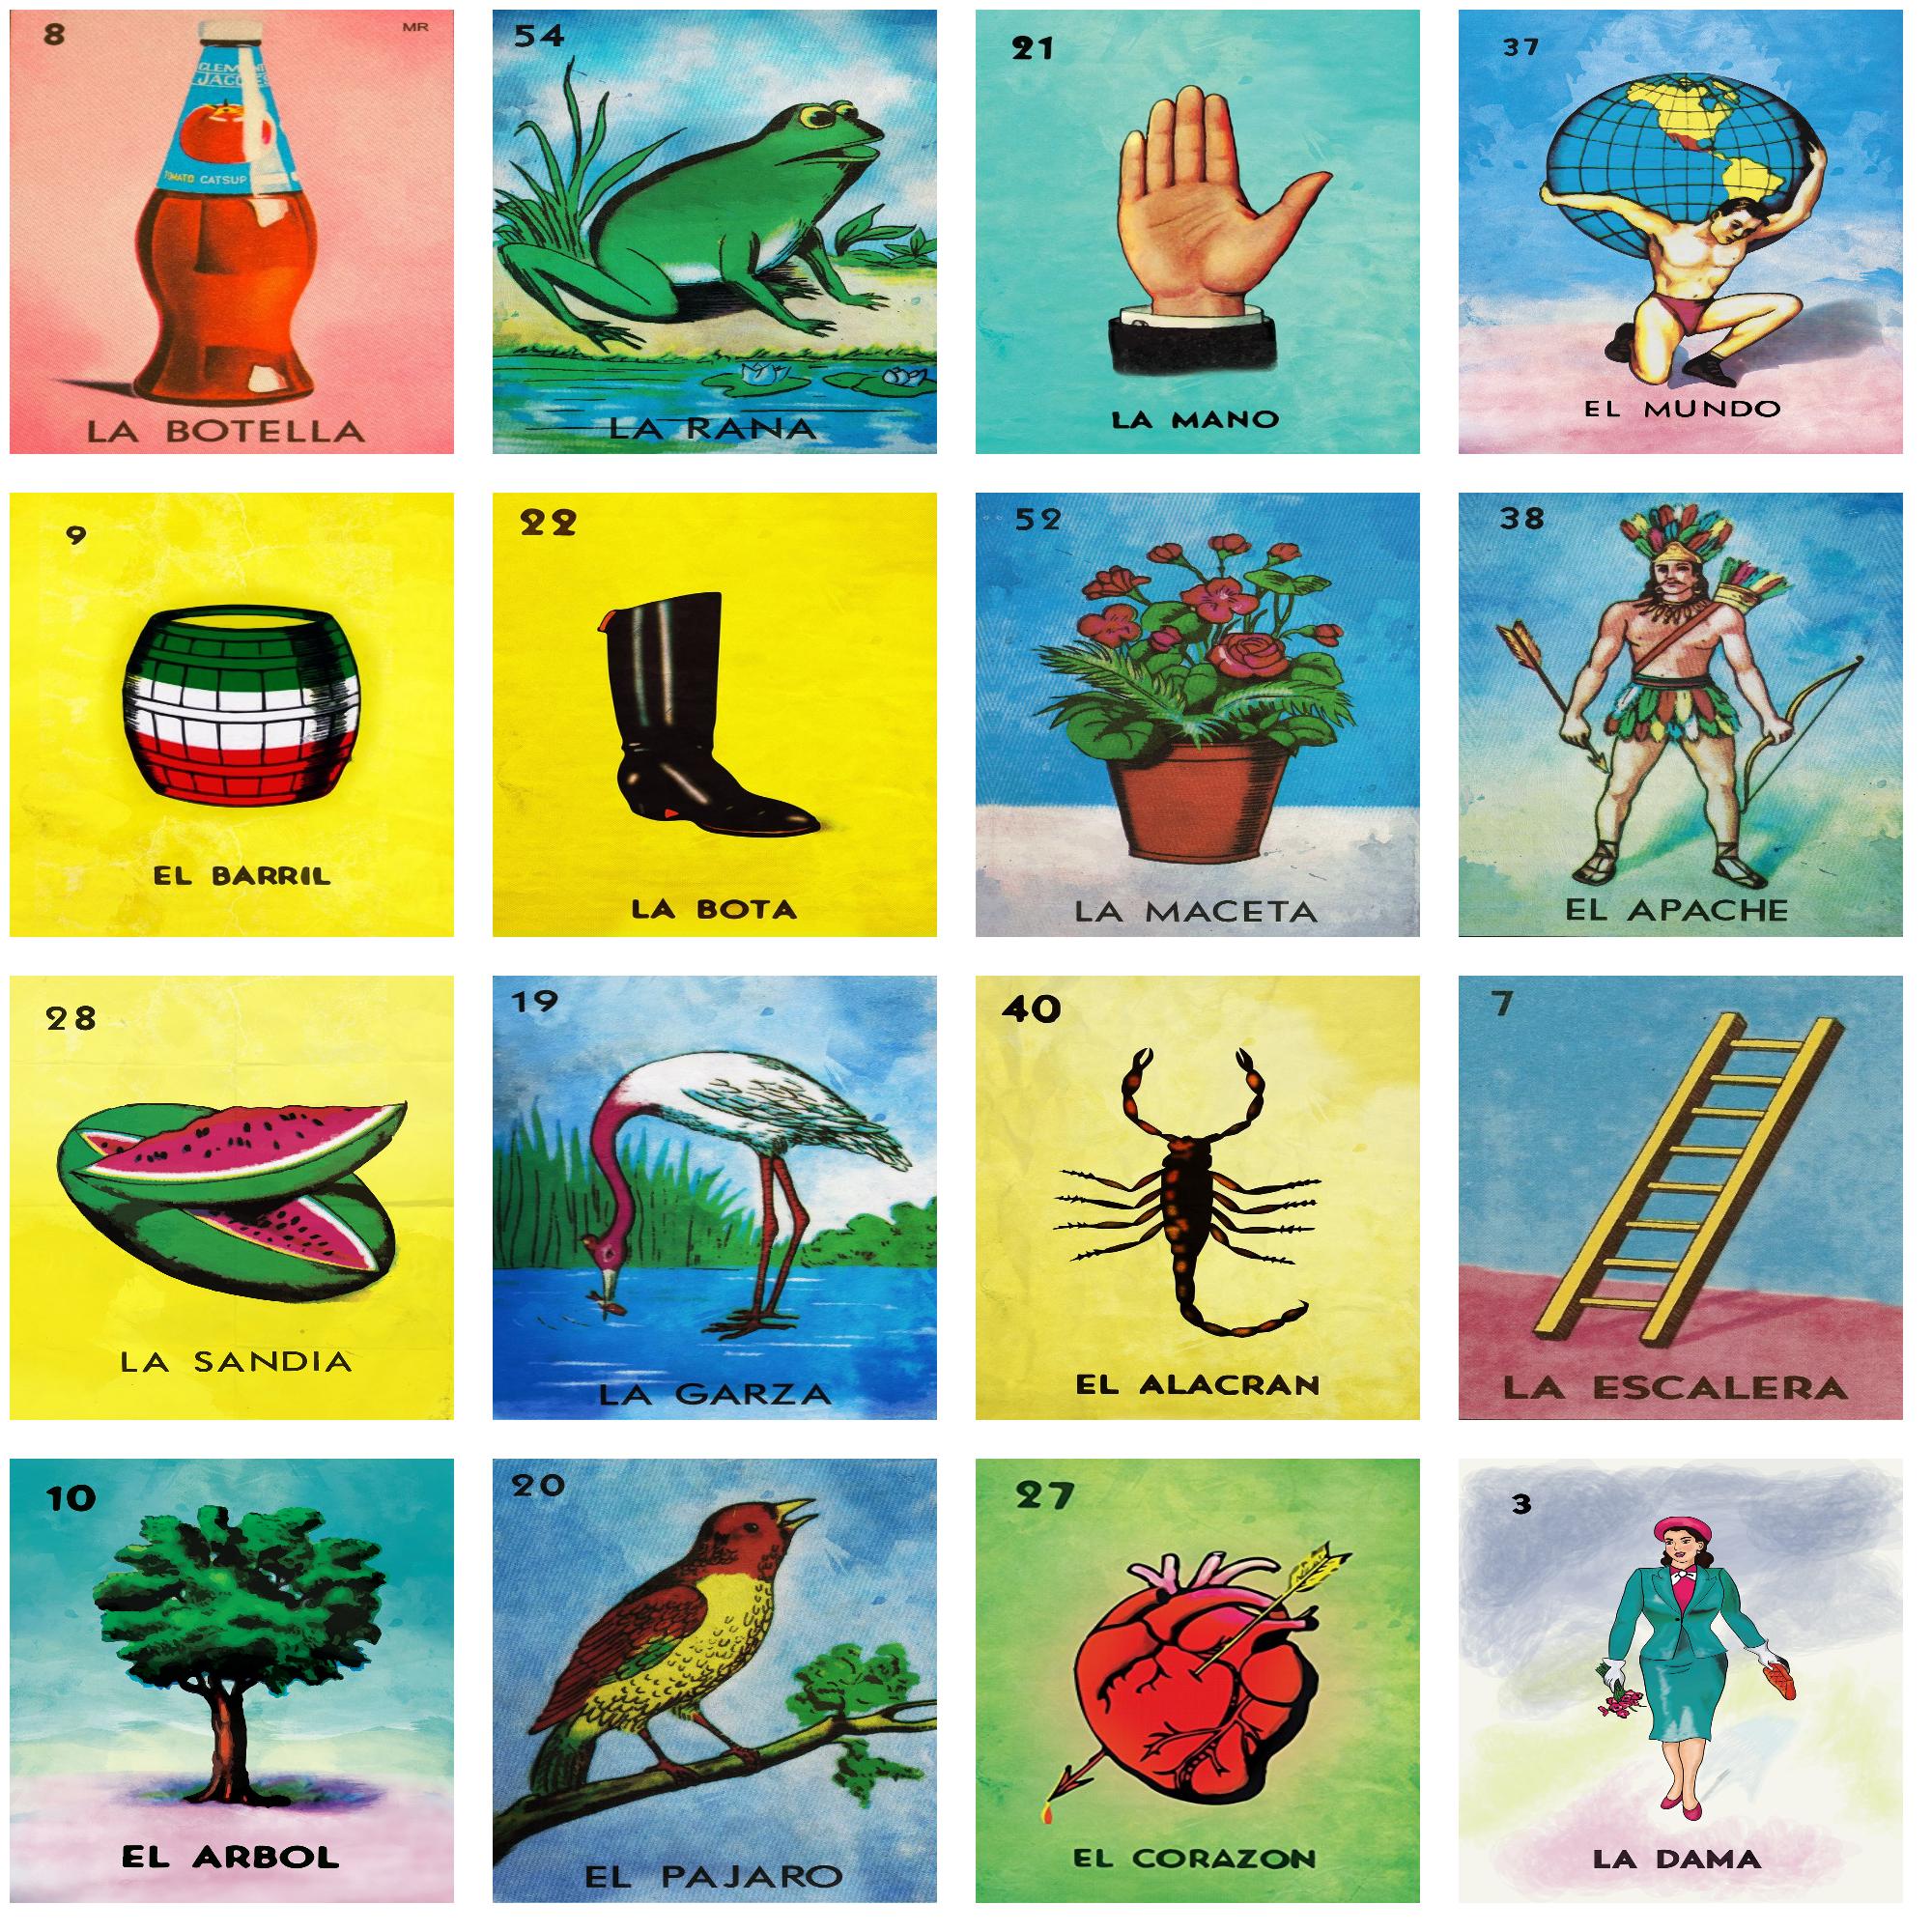 8
MR
CLEMENTE
JACQUES
TOMATO CATSUP
LA BOTELLA
54
LA RANA
21
LA MANO
37
EL MUNDO
9
EL BARRIL
22
LA BOTA
52
LA MACETA
38
EL APACHE
28
LA SANDIA
19
LA GARZA
40
EL ALACRAN
7
LA ESCALERA
10
EL ARBOL
20
EL PAJARO
27
EL CORAZON
3
LA DAMA